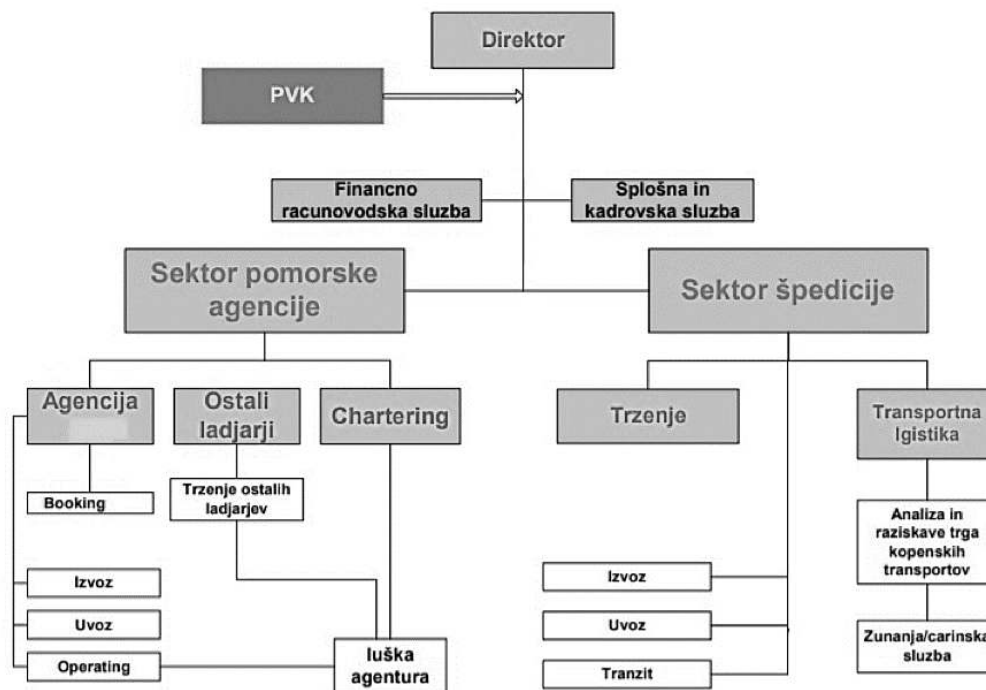 Direktor
PVK
Financno
racunovodska sluzba
Splošna in
kadrovska sluzba
Sektor pomorske
agencije
Sektor špedicije
Agencija
Ostali
ladjarji
Chartering
Trzenje
Transportna
lgistika
Booking
Trzenje ostalih
ladjarjev
Analiza in
raziskave trga
kopenskih
transportov
Izvoz
Izvoz
Uvoz
Uvoz
Operating
luška
agentura
Tranzit
Zunanja/carinska
sluzba